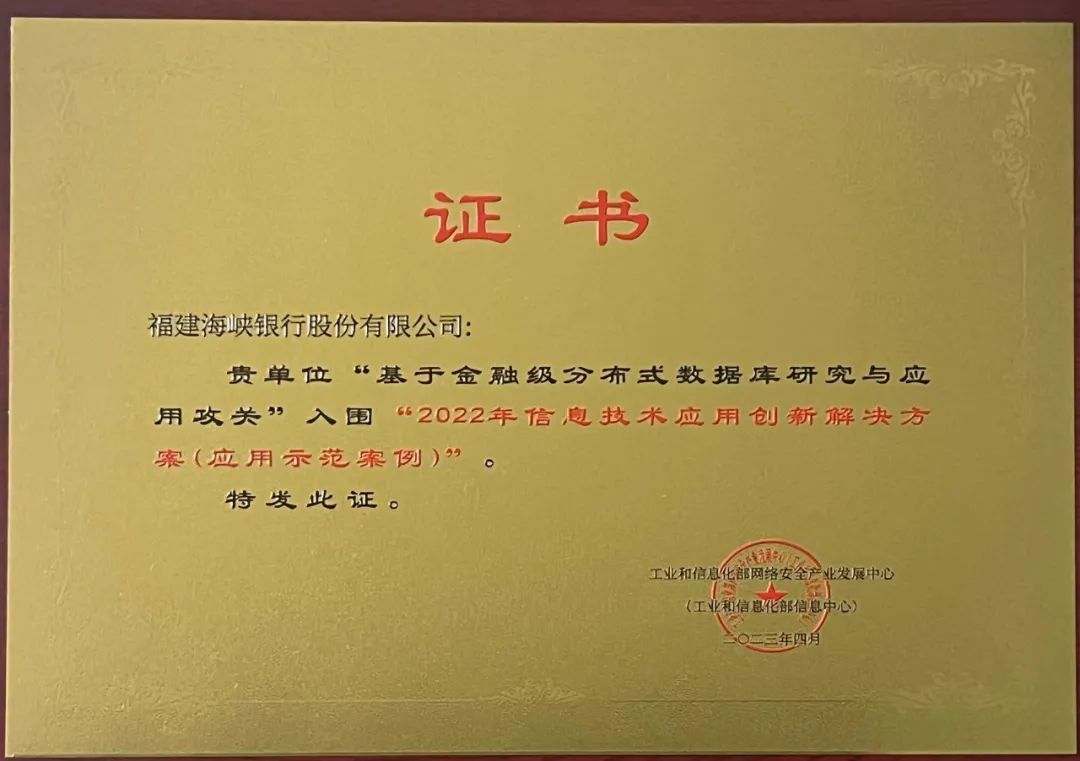 证书
福建海峡银行股份有限公司:
贵单位“基于金融级分布式数据库研究与应
用攻关”入围“2022年信息技术应用创新解决方
案(应用示范案例)”。
特发此证。
工业和信息化部网络安全产业发展中心
(工业和信息化部信息中心)
二〇二三年四月